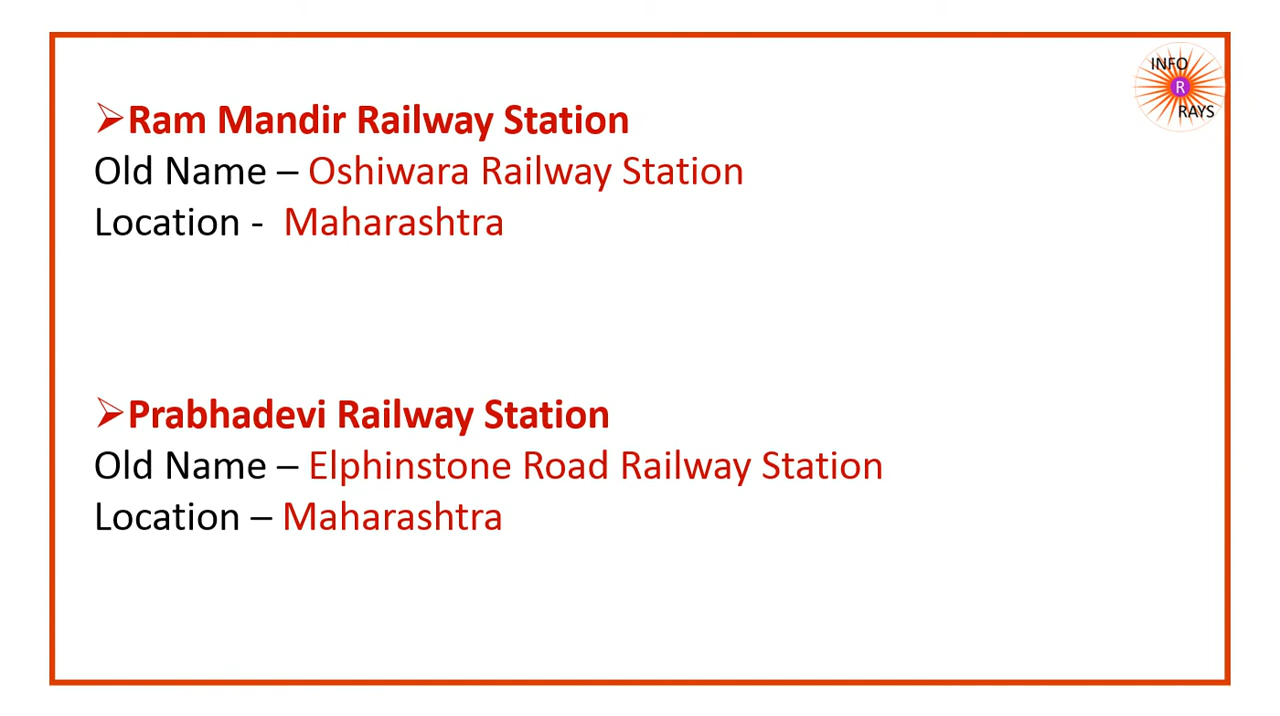 INFO
R
RAYS
➢Ram Mandir Railway Station
Old Name – Oshiwara Railway Station
Location - Maharashtra
➢Prabhadevi Railway Station
Old Name – Elphinstone Road Railway Station
Location – Maharashtra